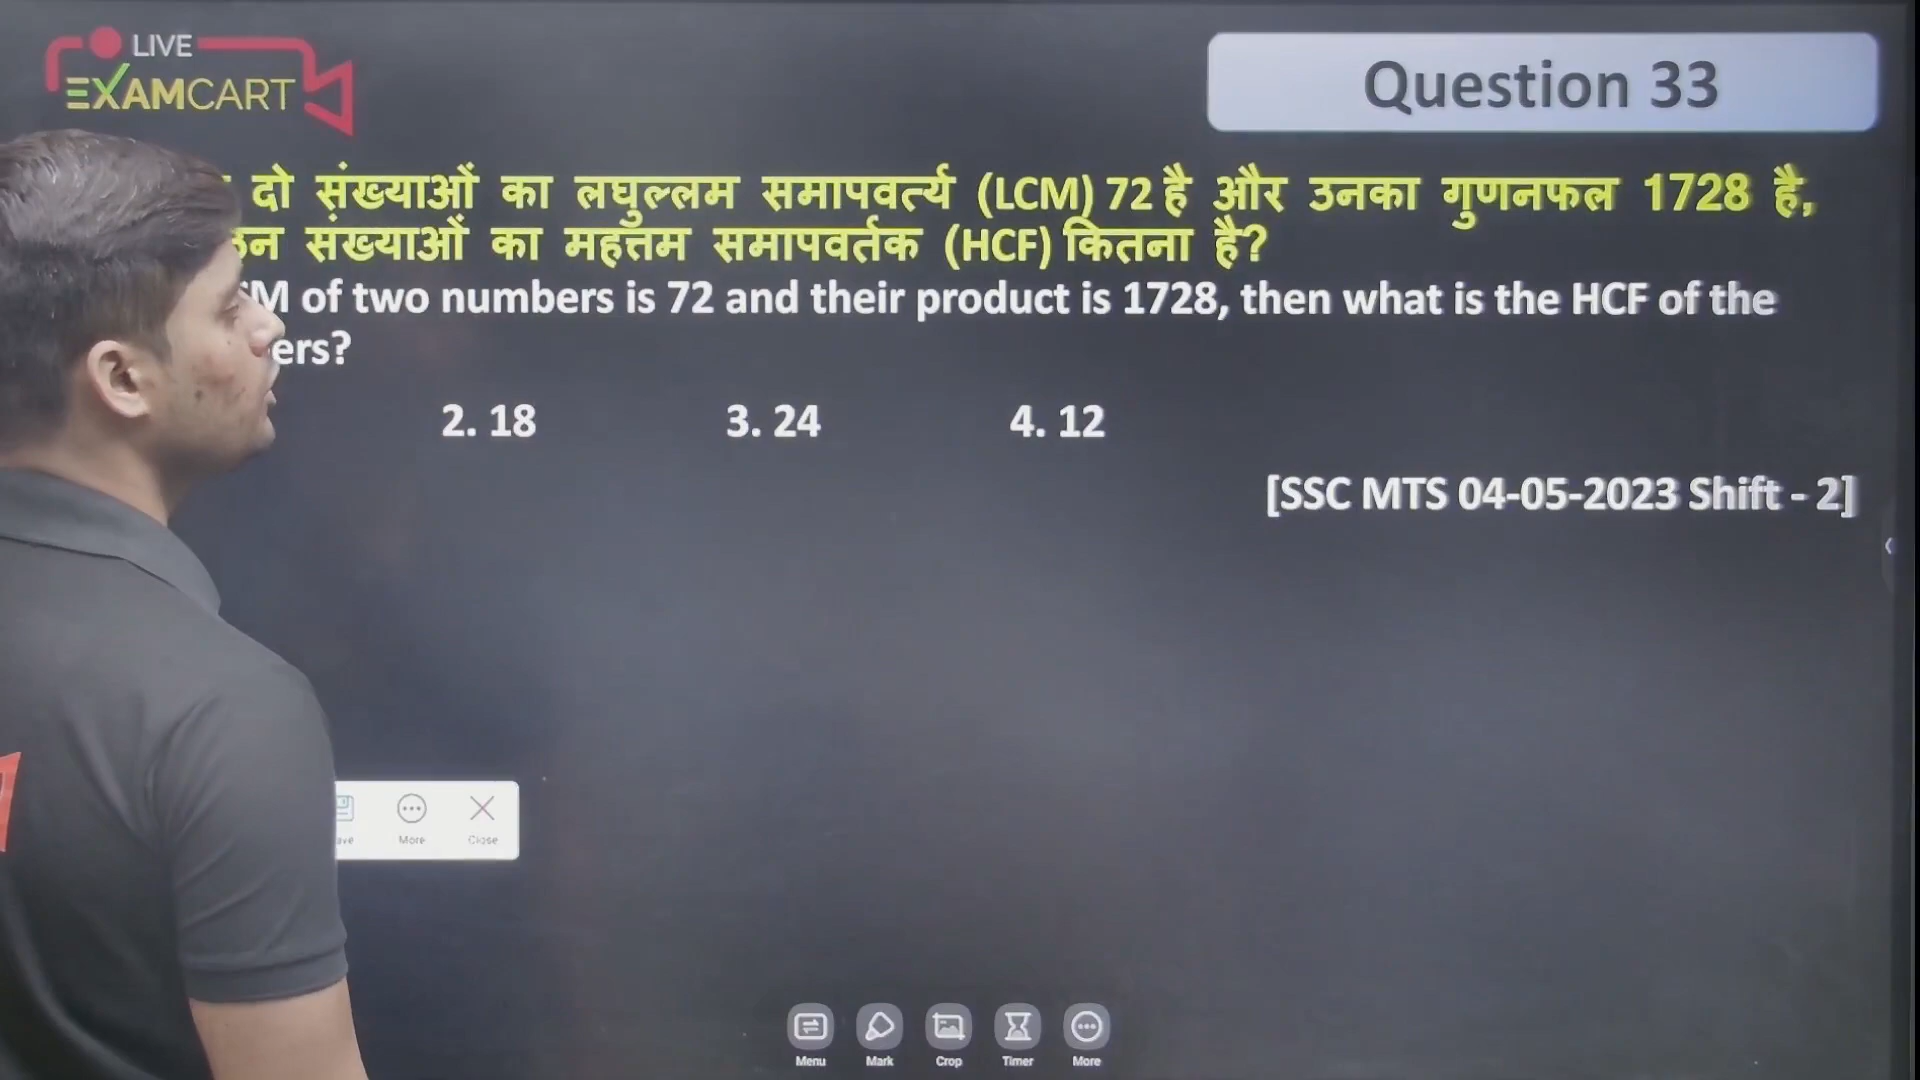 LIVE
EXAMCART
Question 33
दो संख्याओं का लघुल्लम समापवर्त्य (LCM) 72 है और उनका गुणनफल 1728 है,
संख्याओं का महत्तम समापवर्तक (HCF) कितना है?
of two numbers is 72 and their product is 1728, then what is the HCF of the
2. 18 3. 24 4. 12
[SSC MTS 04-05-2023 Shift - 2]
More Close
Menu Mark Crop Timer More